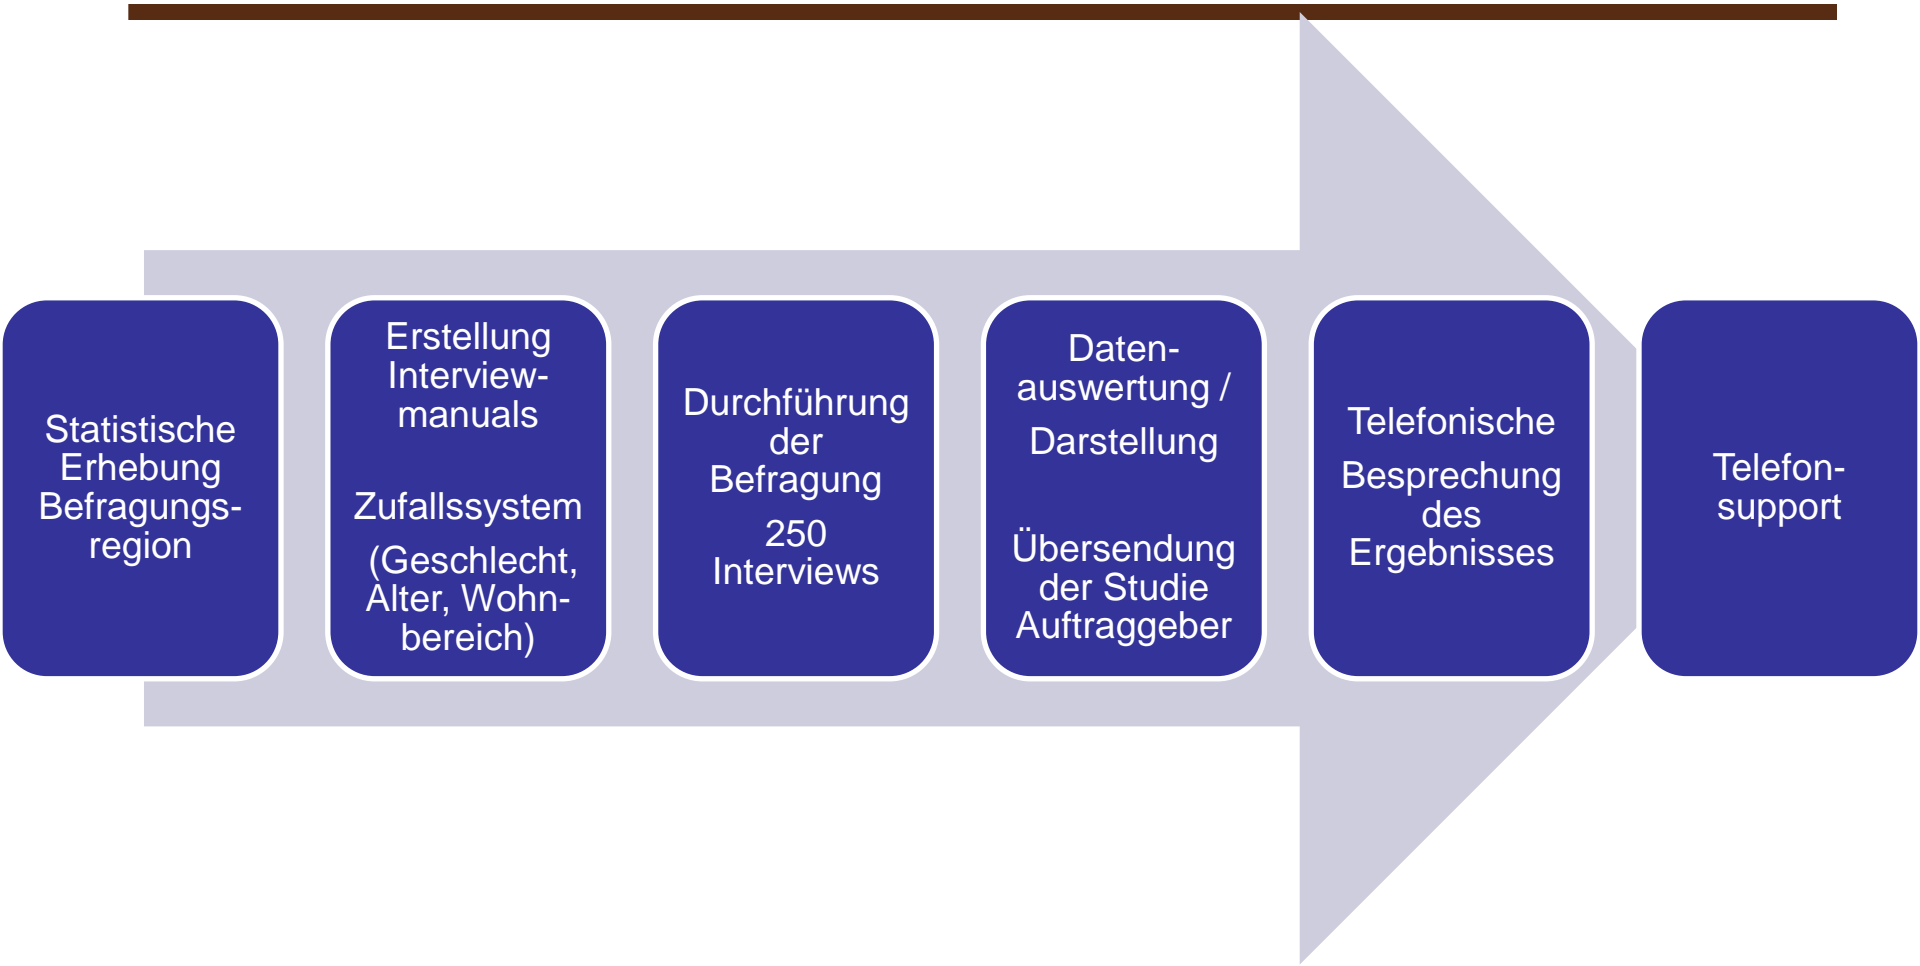 Statistische
Erhebung
Befragungs-
region
Erstellung
Interview-
manuals
Zufallssystem
(Geschlecht,
Alter, Wohn-
bereich)
Durchführung
der
Befragung
250
Interviews
Daten-
auswertung /
Darstellung
Übersendung
der Studie
Auftraggeber
Telefonische
Besprechung
des
Ergebnisses
Telefon-
support